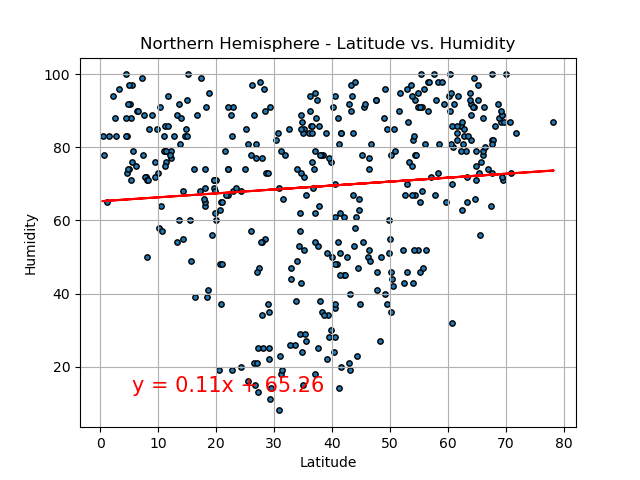 Northern Hemisphere - Latitude vs. Humidity
100
80
60
40
20
Humidity
y = 0.11x + 65.26
0 10 20 30 40 50 60 70 80
Latitude